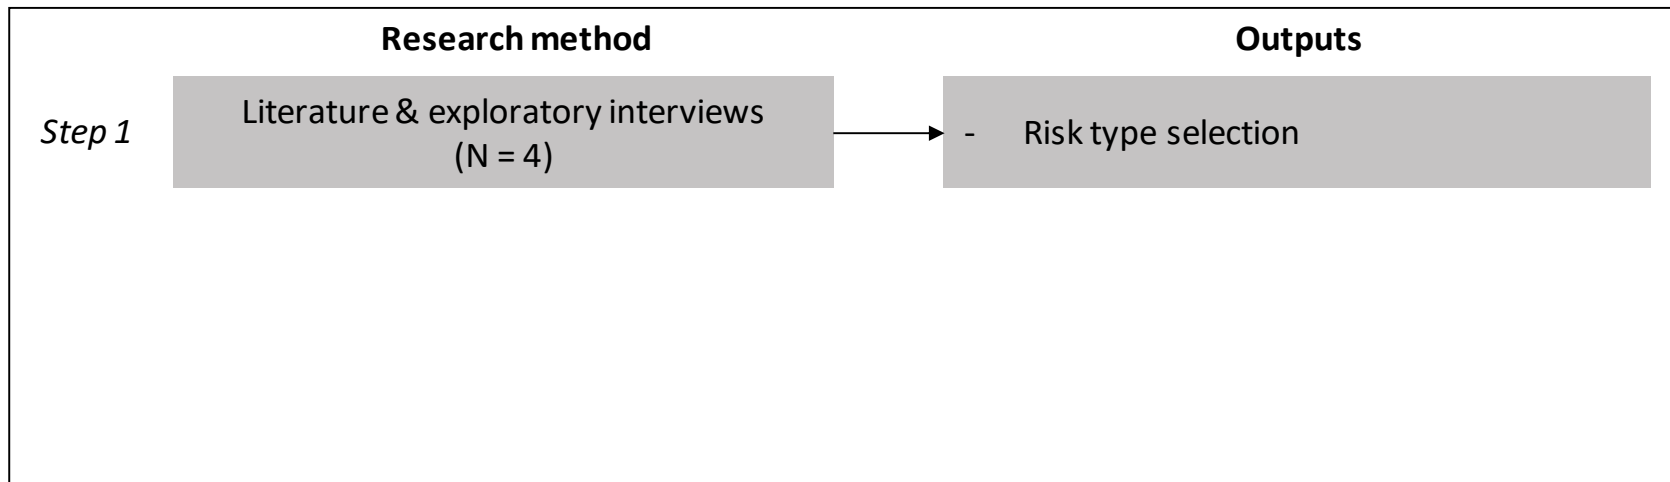 Research method
Outputs
Step 1
Literature & exploratory interviews
(N = 4)
- Risk type selection